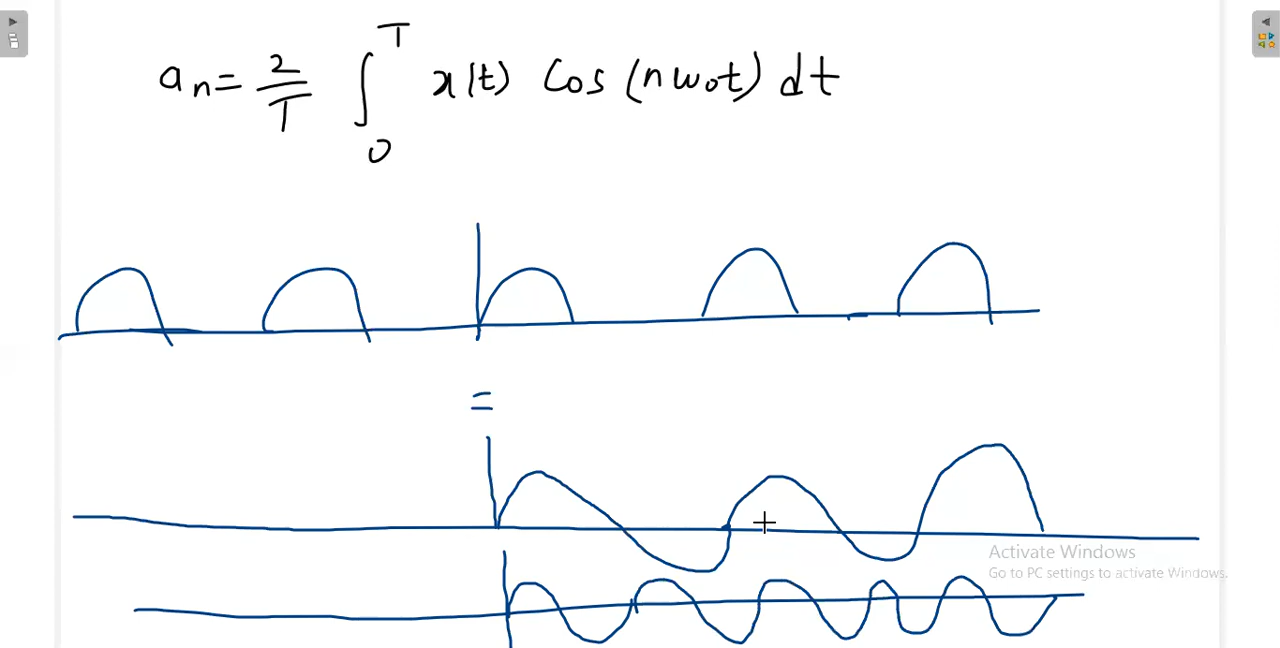 an = 2/T ∫₀ᵀ x(t) Cos (nω₀t) dt
=
Activate Windows
Go to PC settings to activate Windows.